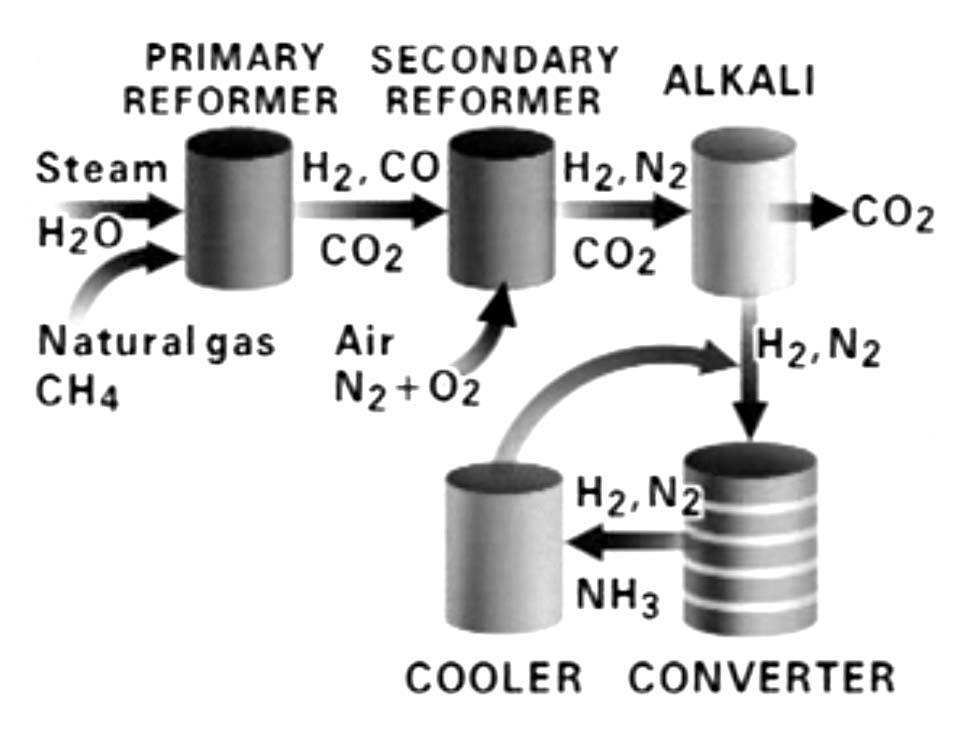 PRIMARY
REFORMER
SECONDARY
REFORMER
ALKALI
Steam
H2O
H2, CO
CO2
H2, N2
CO2
CO2
Natural gas
CH4
Air
N2 + O2
H2, N2
H2, N2
NH3
COOLER
CONVERTER